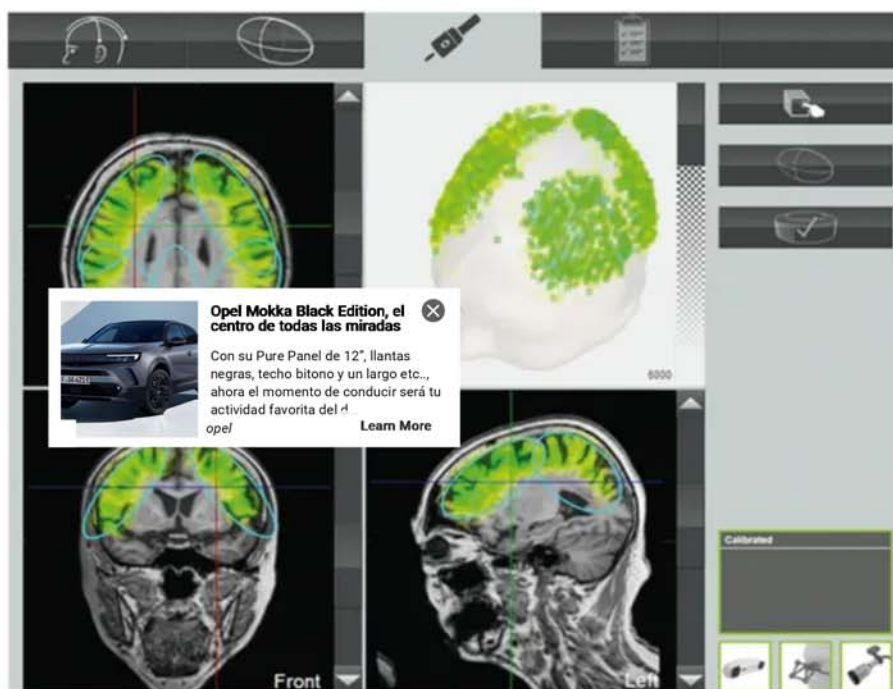 6000
Opel Mokka Black Edition, el
centro de todas las miradas
Con su Pure Panel de 12”, llantas
negras, techo bitono y un largo etc..,
ahora el momento de conducir será tu
actividad favorita del d...
opel
Learn More
Calibrated
Front
Left